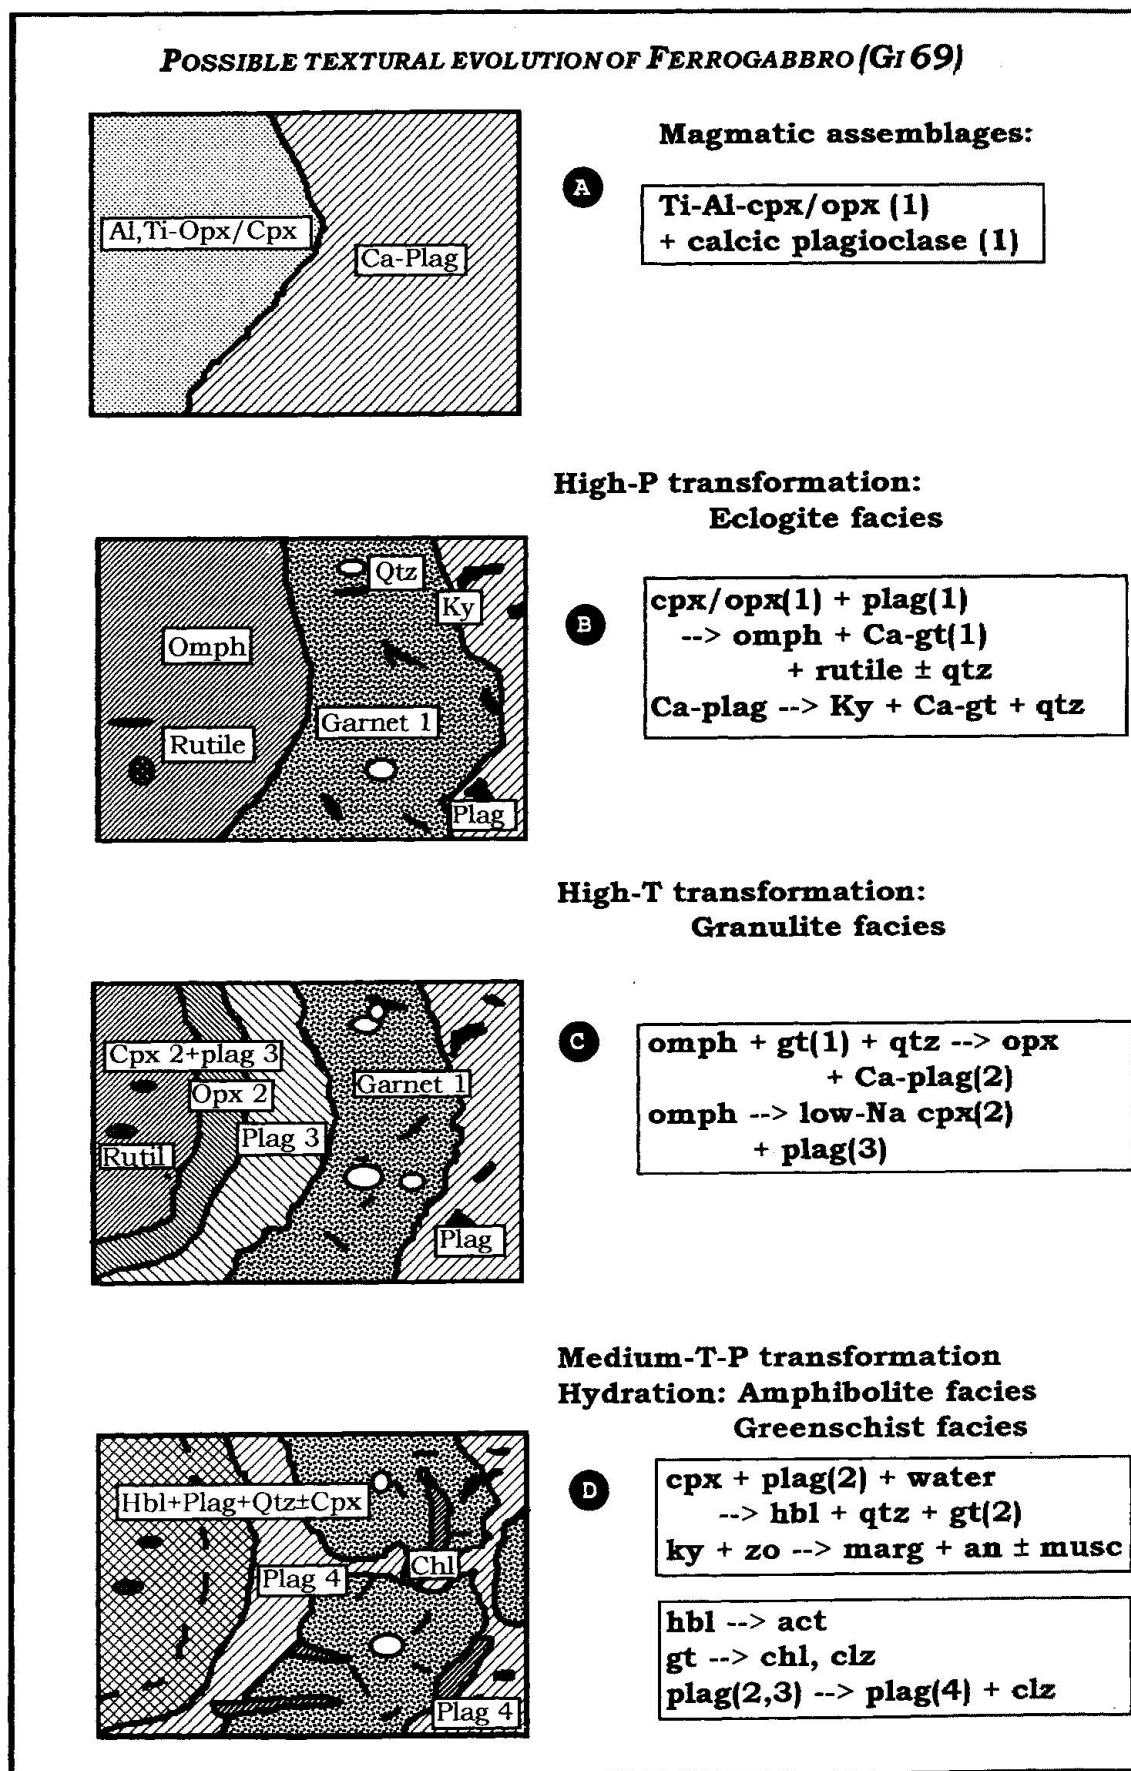 POSSIBLE TEXTURAL EVOLUTION OF FERROGABBRO (GI 69)
Magmatic assemblages:
A
Ti-Al-cpx/opx (1)
+ calcic plagioclase (1)
Al,Ti-Opx/Cpx
Ca-Plag
High-P transformation:
Eclogite facies
B
cpx/opx(1) + plag(1)
--> omph + Ca-gt(1)
+ rutile ± qtz
Ca-plag --> Ky + Ca-gt + qtz
Qtz
Ky
Omph
Garnet 1
Rutile
Plag
High-T transformation:
Granulite facies
C
omph + gt(1) + qtz --> opx
+ Ca-plag(2)
omph --> low-Na cpx(2)
+ plag(3)
Cpx 2+plag 3
Opx 2
Garnet 1
Plag 3
Rutil
Plag
Medium-T-P transformation
Hydration: Amphibolite facies
Greenschist facies
D
cpx + plag(2) + water
--> hbl + qtz + gt(2)
ky + zo --> marg + an ± musc
hbl --> act
gt --> chl, clz
plag(2,3) --> plag(4) + clz
Hbl+Plag+Qtz±Cpx
Chl
Plag 4
Plag 4